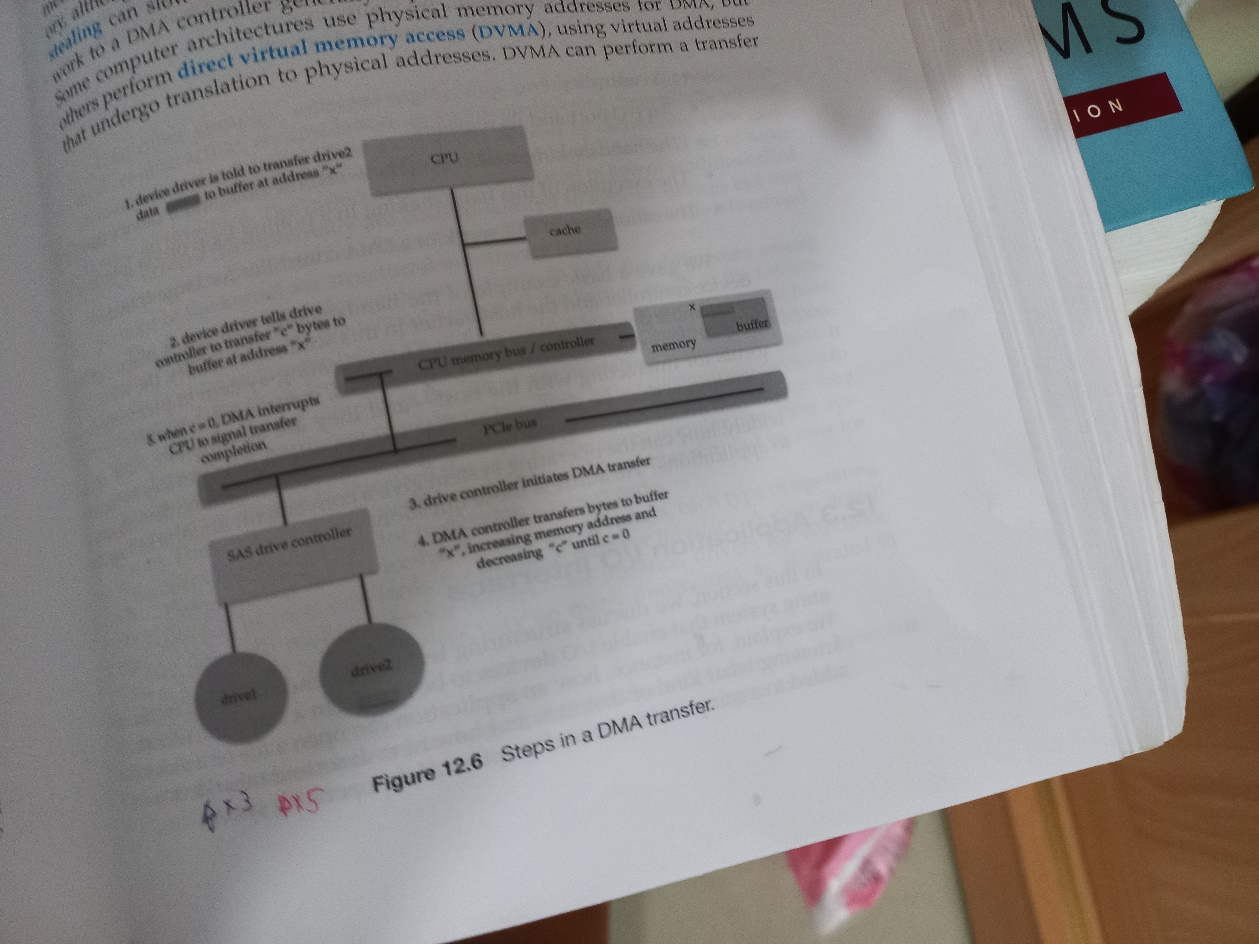 stealing can slow
work to a DMA controller
Some computer architectures use physical memory addresses for DMA, but
others perform direct virtual memory access (DVMA), using virtual addresses
that undergo translation to physical addresses. DVMA can perform a transfer
1. device driver is told to transfer drive2
data to buffer at address "x"
CPU
cache
2. device driver tells drive
controller to transfer "c" bytes to
buffer at address "x"
CPU memory bus / controller
x
buffer
memory
5. when c = 0, DMA interrupts
CPU to signal transfer
completion
PCIe bus
3. drive controller initiates DMA transfer
4. DMA controller transfers bytes to buffer
"x", increasing memory address and
decreasing "c" until c = 0
SAS drive controller
drive1
drive2
Figure 12.6 Steps in a DMA transfer.
px3 px5
MS
ION